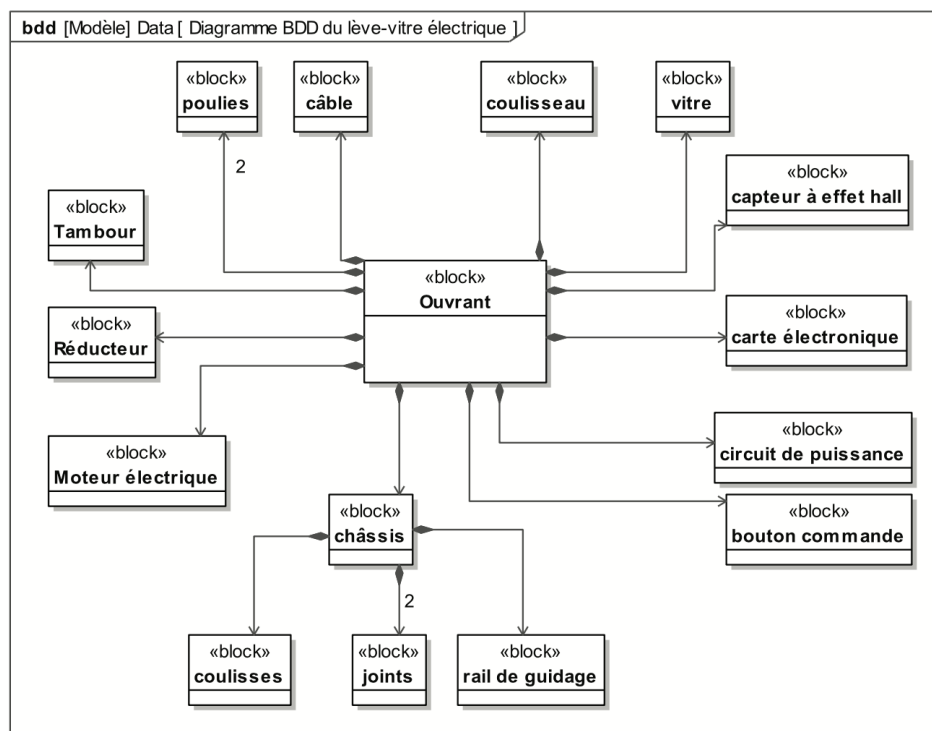 bdd [Modèle] Data [ Diagramme BDD du lève-vitre électrique ]
«block»
poulies
«block»
câble
«block»
coulisseau
«block»
vitre
2
«block»
capteur à effet hall
«block»
Tambour
«block»
Ouvrant
«block»
Réducteur
«block»
carte électronique
«block»
Moteur électrique
«block»
circuit de puissance
«block»
châssis
«block»
bouton commande
2
«block»
coulisses
«block»
joints
«block»
rail de guidage